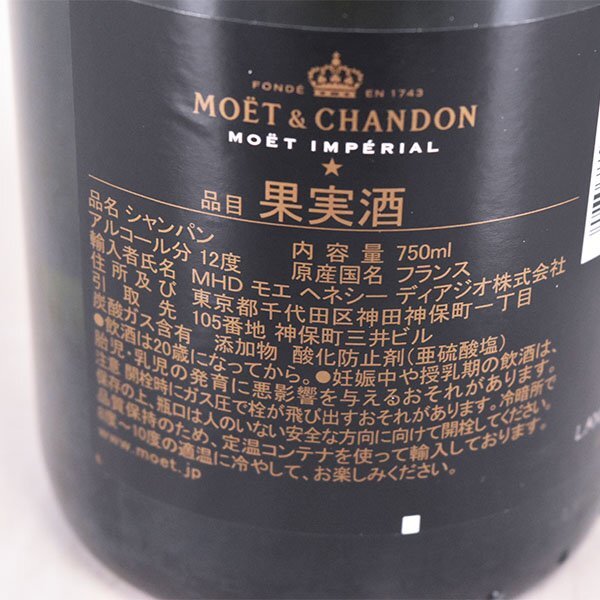 FONDÉ EN 1743
MOËT & CHANDON
MOËT IMPÉRIAL
品目 果実酒
品名 シャンパン
アルコール分 12度 内容量 750ml
輸入者氏名 MHD モエ ヘネシー ディアジオ株式会社 原産国名 フランス
住所及び 東京都千代田区神田神保町一丁目
引取先 105番地 神保町三井ビル
炭酸ガス含有 添加物 酸化防止剤(亜硫酸塩)
●飲酒は20歳になってから。●妊娠中や授乳期の飲酒は、
胎児・乳児の発育に悪影響を与えるおそれがあります。
注意 開栓時にガス圧で栓が飛び出すおそれがあります。冷暗所で
保存の上、瓶口は人のいない安全な方向に向けて開栓してください。
品質保持のため、定温コンテナを使って輸入しております。
8度~10度の適温に冷やして、お楽しみください。
www.moet.jp